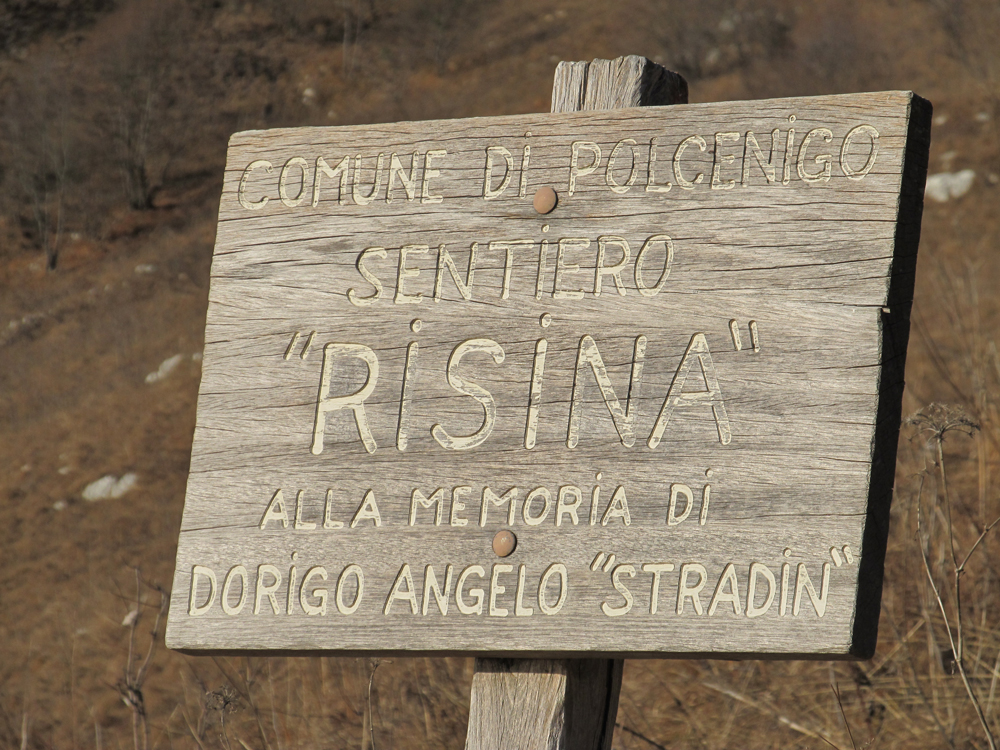 COMUNE Di POLCENiGO
SENTiERO
"RiSiNA"
ALLA MEMORiA Di
DORiGO ANGELO "STRADiN"